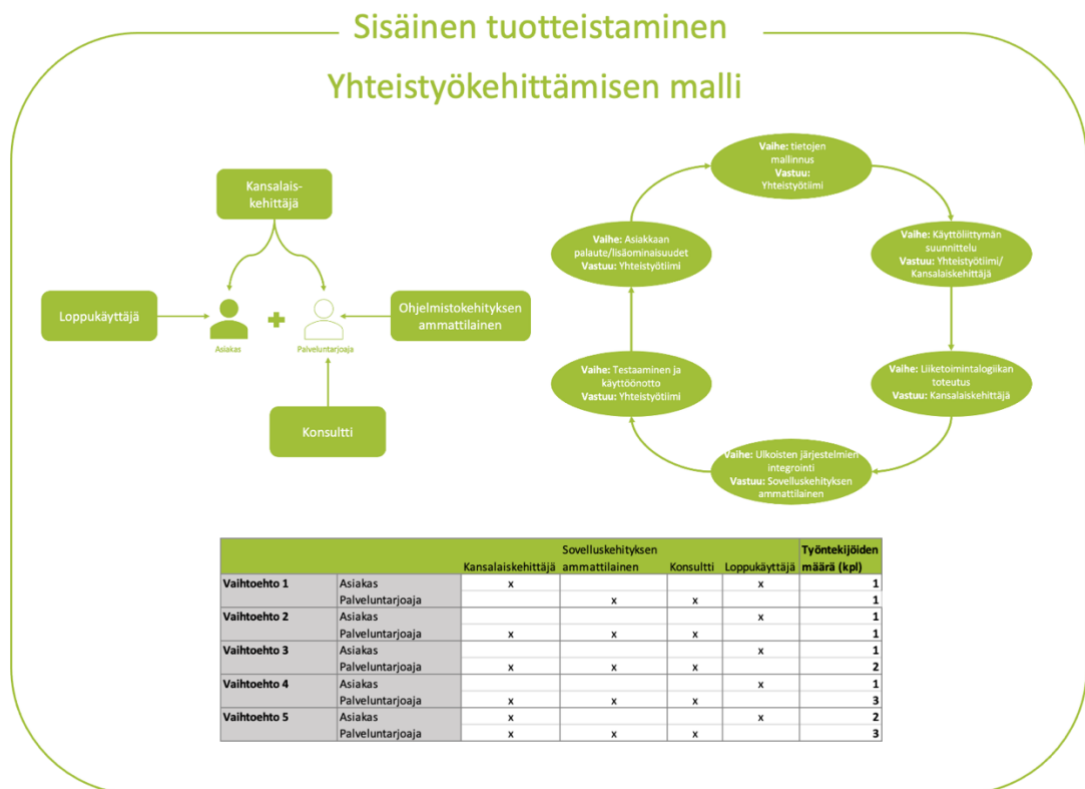 Sisäinen tuotteistaminen
Yhteistyökehittämisen malli
Kansalais-
kehittäjä
Loppukäyttäjä
Asiakas
Palveluntarjoaja
Ohjelmistokehityksen
ammattilainen
Konsultti
Vaihe: tietojen
mallinnus
Vastuu:
Yhteistyötiimi
Vaihe: Käyttöliittymän
suunnittelu
Vastuu: Yhteistyötiimi/
Kansalaiskehittäjä
Vaihe: Liiketoimintalogiikan
toteutus
Vastuu: Kansalaiskehittäjä
Vaihe: Ulkoisten järjestelmien
integrointi
Vastuu: Sovelluskehityksen
ammattilainen
Vaihe: Testaaminen ja
käyttöönotto
Vastuu: Yhteistyötiimi
Vaihe: Asiakkaan
palaute/lisäominaisuudet
Vastuu: Yhteistyötiimi
Sovelluskehityksen Työntekijöiden
Kansalaiskehittäjä ammattilainen Konsultti Loppukäyttäjä määrä (kpl)
Vaihtoehto 1 Asiakas x x 1
Palveluntarjoaja x x 1
Vaihtoehto 2 Asiakas x 1
Palveluntarjoaja x x x 1
Vaihtoehto 3 Asiakas x 1
Palveluntarjoaja x x x 2
Vaihtoehto 4 Asiakas x 1
Palveluntarjoaja x x x 3
Vaihtoehto 5 Asiakas x x 2
Palveluntarjoaja x x x 3